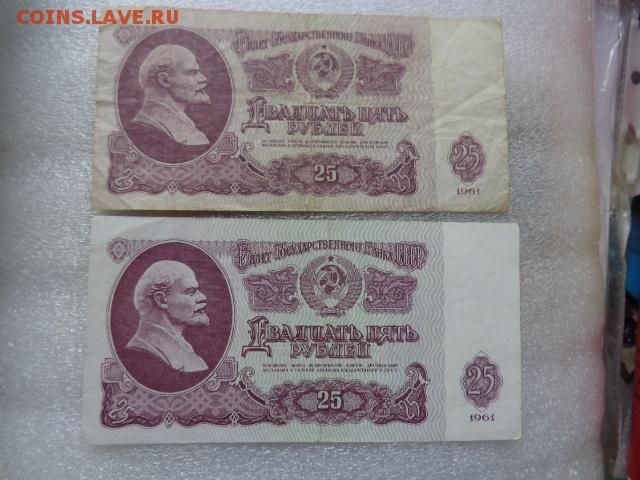 COINS.LAVE.RU
Билет Государственного Банка СССР
Двадцать пять
рублей
25
25
1961
Билет Государственного Банка СССР
Двадцать пять
рублей
25
25
1961